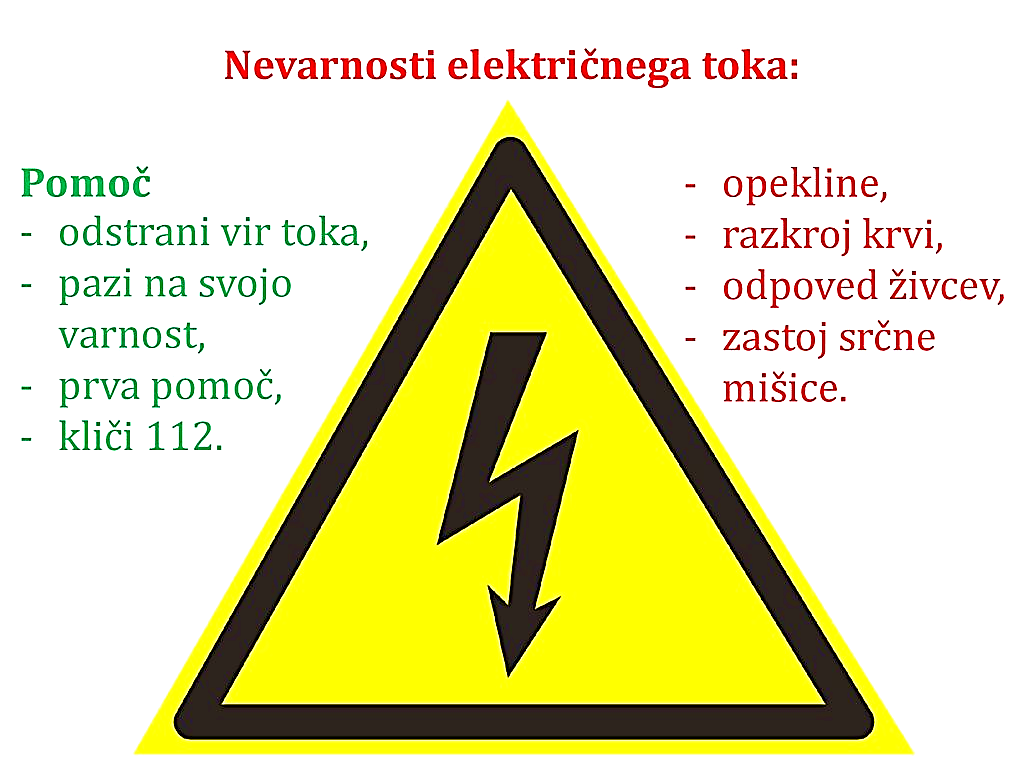 Nevarnosti električnega toka:
Pomoč
- odstrani vir toka,
- pazi na svojo
varnost,
- prva pomoč,
- kliči 112.
- opekline,
- razkroj krvi,
- odpoved živcev,
- zastoj srčne
mišice.